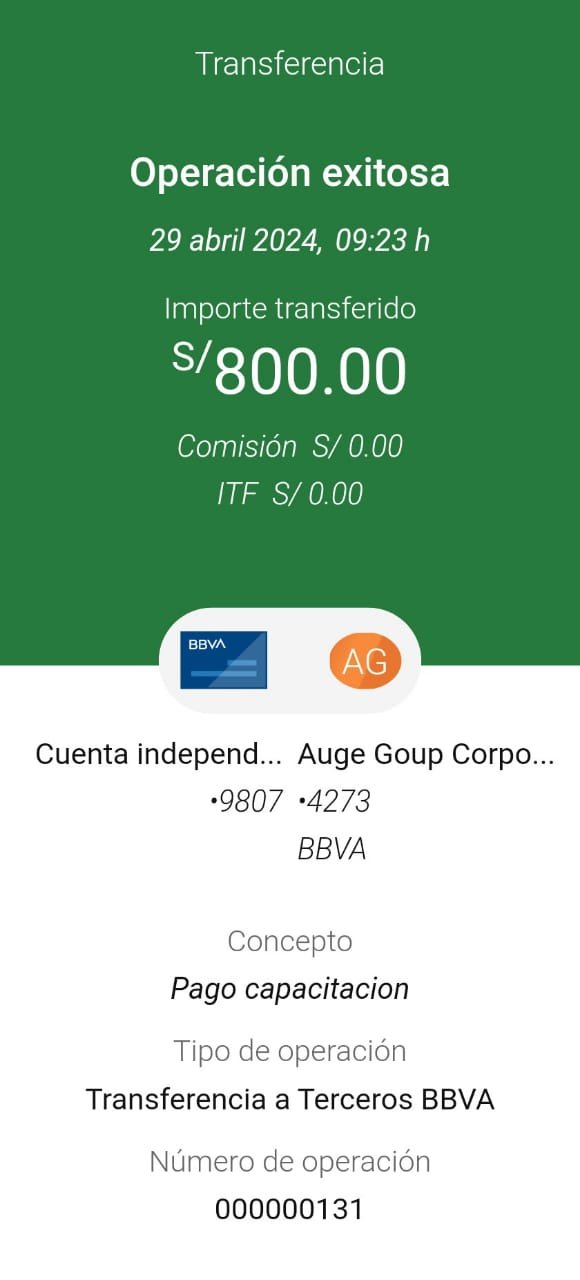 Transferencia
Operación exitosa
29 abril 2024, 09:23 h
Importe transferido
S/800.00
Comisión S/ 0.00
ITF S/ 0.00
BBVA AG
Cuenta independ... Auge Goup Corpo...
•9807 •4273
BBVA
Concepto
Pago capacitacion
Tipo de operación
Transferencia a Terceros BBVA
Número de operación
000000131